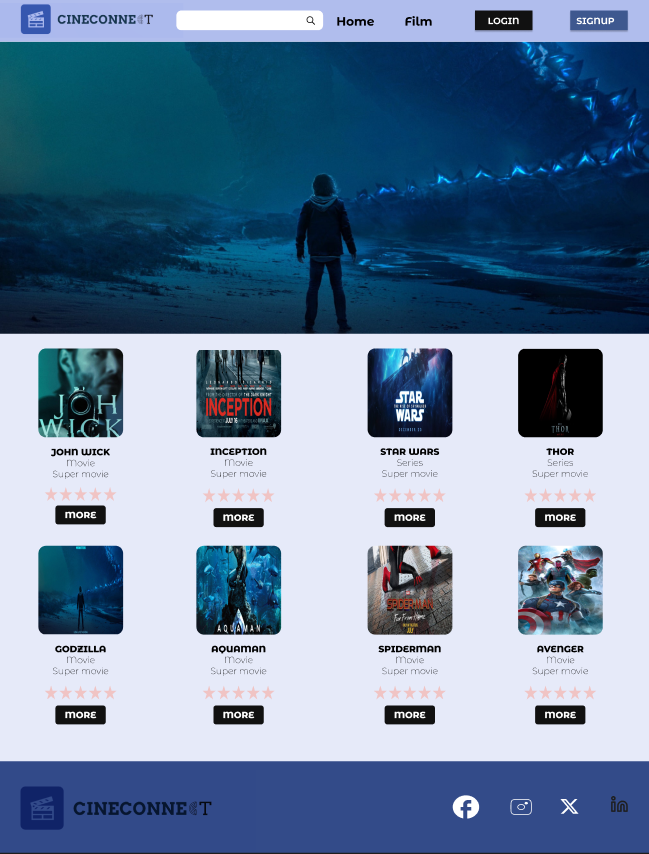 CINECONNECT
Home
Film
LOGIN
SIGNUP
JOH
WICK
INCEPTION
STAR
WARS
THOR
JOHN WICK
Movie
Super movie
MORE
INCEPTION
Movie
Super movie
MORE
STAR WARS
Series
Super movie
MORE
THOR
Series
Super movie
MORE
AQUAMAN
SPIDER-MAN
Far From Home
GODZILLA
Movie
Super movie
MORE
AQUAMAN
Movie
Super movie
MORE
SPIDERMAN
Movie
Super movie
MORE
AVENGER
Movie
Super movie
MORE
CINECONNECT